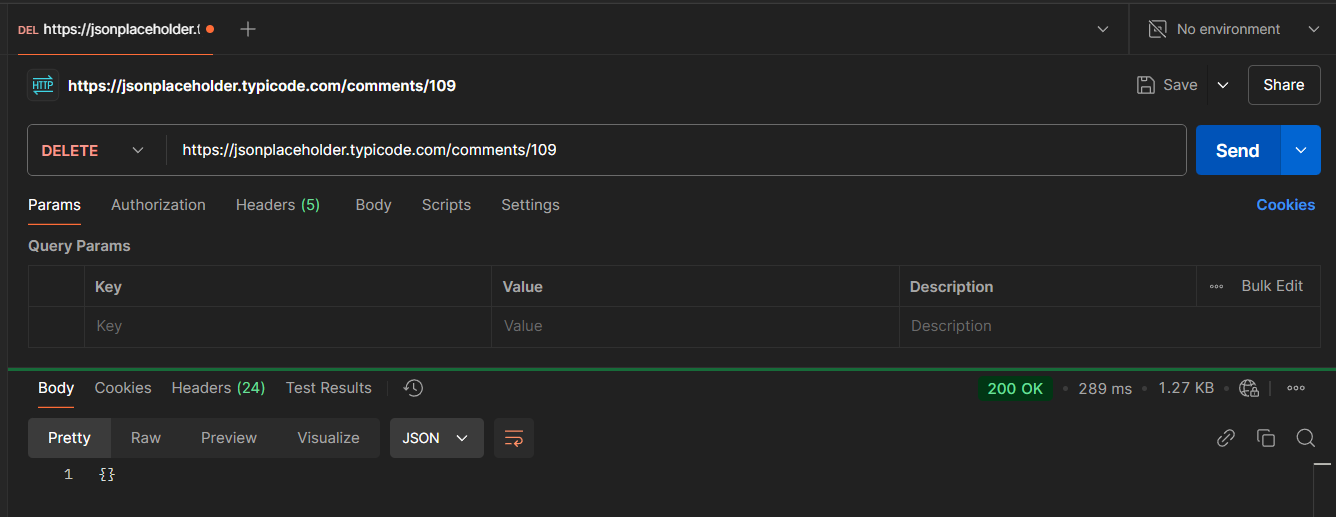 DEL https://jsonplaceholder.t No environment
HTTP https://jsonplaceholder.typicode.com/comments/109 Save Share
DELETE https://jsonplaceholder.typicode.com/comments/109 Send
Params Authorization Headers (5) Body Scripts Settings Cookies
Query Params
Key Value Description Bulk Edit
Key Value Description
Body Cookies Headers (24) Test Results 200 OK 289 ms 1.27 KB
Pretty Raw Preview Visualize JSON
1 {}